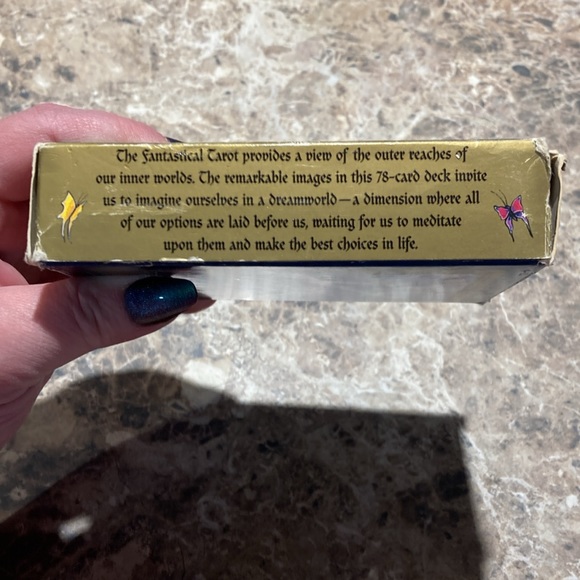 The Fantastical Tarot provides a view of the outer reaches of
our inner worlds. The remarkable images in this 78-card deck invite
us to imagine ourselves in a dreamworld—a dimension where all
of our options are laid before us, waiting for us to meditate
upon them and make the best choices in life.